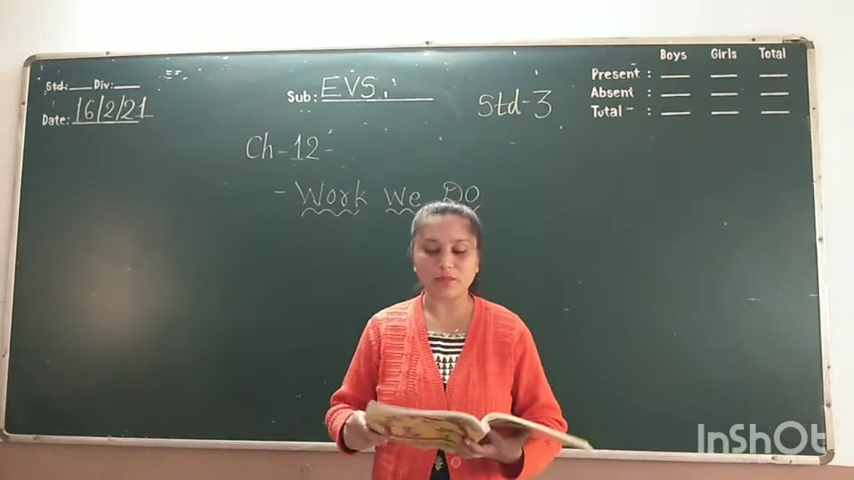 Std.: Div:
Date: 16/2/21
Sub: EVS.
Std-3
Boys Girls Total
Present :
Absent :
Total :
Ch-12-
- Work We Do
InShOt